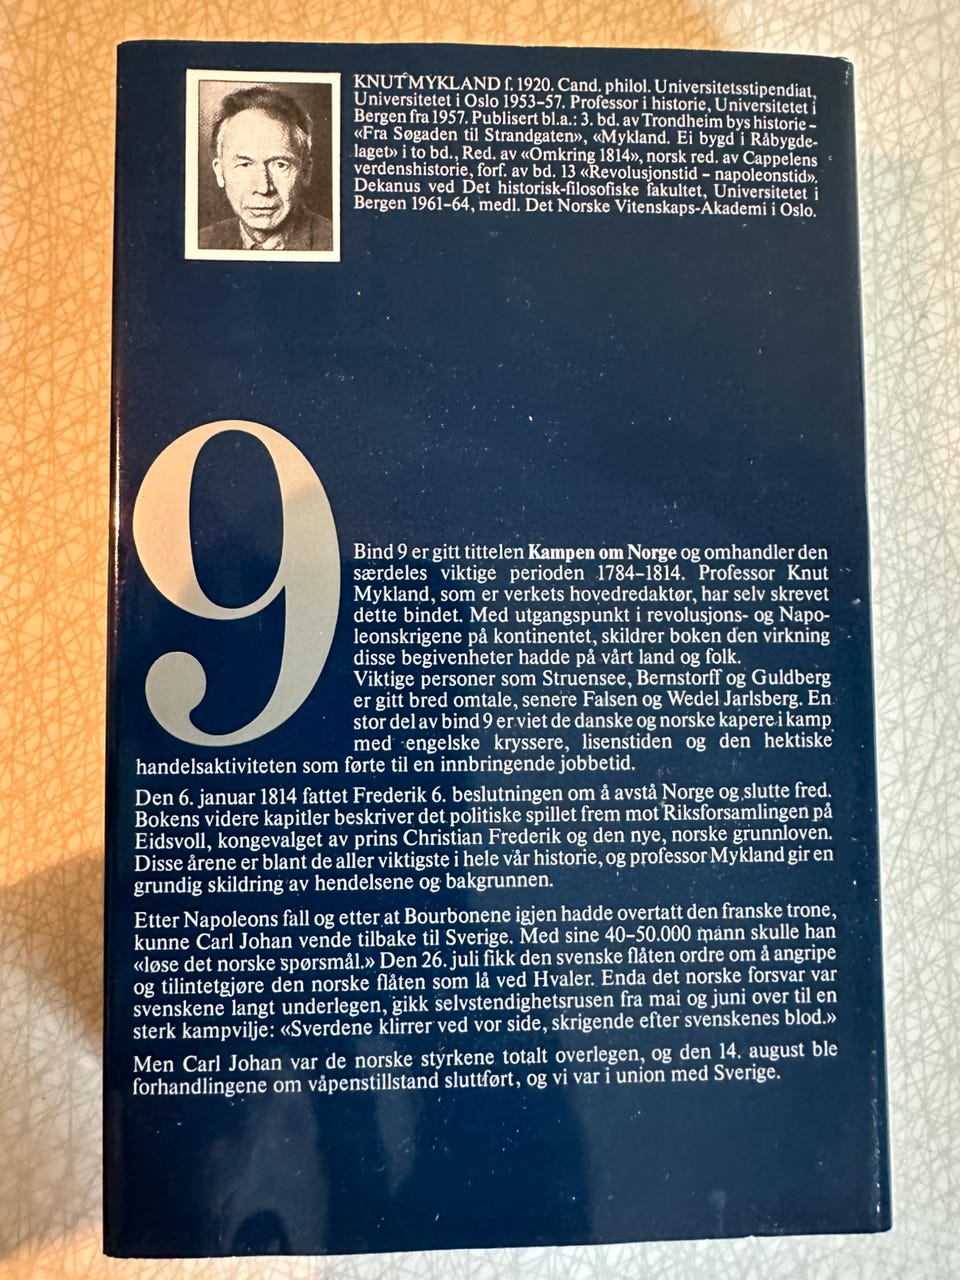 KNUT MYKLAND f. 1920. Cand. philol. Universitetsstipendiat,
Universitetet i Oslo 1953–57. Professor i historie, Universitetet i
Bergen fra 1957. Publisert bl.a.: 3. bd. av Trondheim bys historie –
«Fra Søgaden til Strandgaten», «Mykland. Ei bygd i Råbygde-
laget» i to bd., Red. av «Omkring 1814», norsk red. av Cappelens
verdenshistorie, forf. av bd. 13 «Revolusjonstid – napoleonstid».
Dekanus ved Det historisk-filosofiske fakultet, Universitetet i
Bergen 1961–64, medl. Det Norske Vitenskaps-Akademi i Oslo.
9
Bind 9 er gitt tittelen Kampen om Norge og omhandler den
særdeles viktige perioden 1784–1814. Professor Knut
Mykland, som er verkets hovedredaktør, har selv skrevet
dette bindet. Med utgangspunkt i revolusjons- og Napo-
leonskrigene på kontinentet, skildrer boken den virkning
disse begivenheter hadde på vårt land og folk.
Viktige personer som Struensee, Bernstorff og Guldberg
er gitt bred omtale, senere Falsen og Wedel Jarlsberg. En
stor del av bind 9 er viet de danske og norske kapere i kamp
med engelske kryssere, lisenstiden og den hektiske
handelsaktiviteten som førte til en innbringende jobbetid.
Den 6. januar 1814 fattet Frederik 6. beslutningen om å avstå Norge og slutte fred.
Bokens videre kapitler beskriver det politiske spillet frem mot Riksforsamlingen på
Eidsvoll, kongevalget av prins Christian Frederik og den nye, norske grunnloven.
Disse årene er blant de aller viktigste i hele vår historie, og professor Mykland gir en
grundig skildring av hendelsene og bakgrunnen.
Etter Napoleons fall og etter at Bourbonene igjen hadde overtatt den franske trone,
kunne Carl Johan vende tilbake til Sverige. Med sine 40–50.000 mann skulle han
«løse det norske spørsmål.» Den 26. juli fikk den svenske flåten ordre om å angripe
og tilintetgjøre den norske flåten som lå ved Hvaler. Enda det norske forsvar var
svenskene langt underlegen, gikk selvstendighetsrusen fra mai og juni over til en
sterk kampvilje: «Sverdene klirrer ved vor side, skrigende efter svenskenes blod.»
Men Carl Johan var de norske styrkene totalt overlegen, og den 14. august ble
forhandlingene om våpenstillstand sluttført, og vi var i union med Sverige.